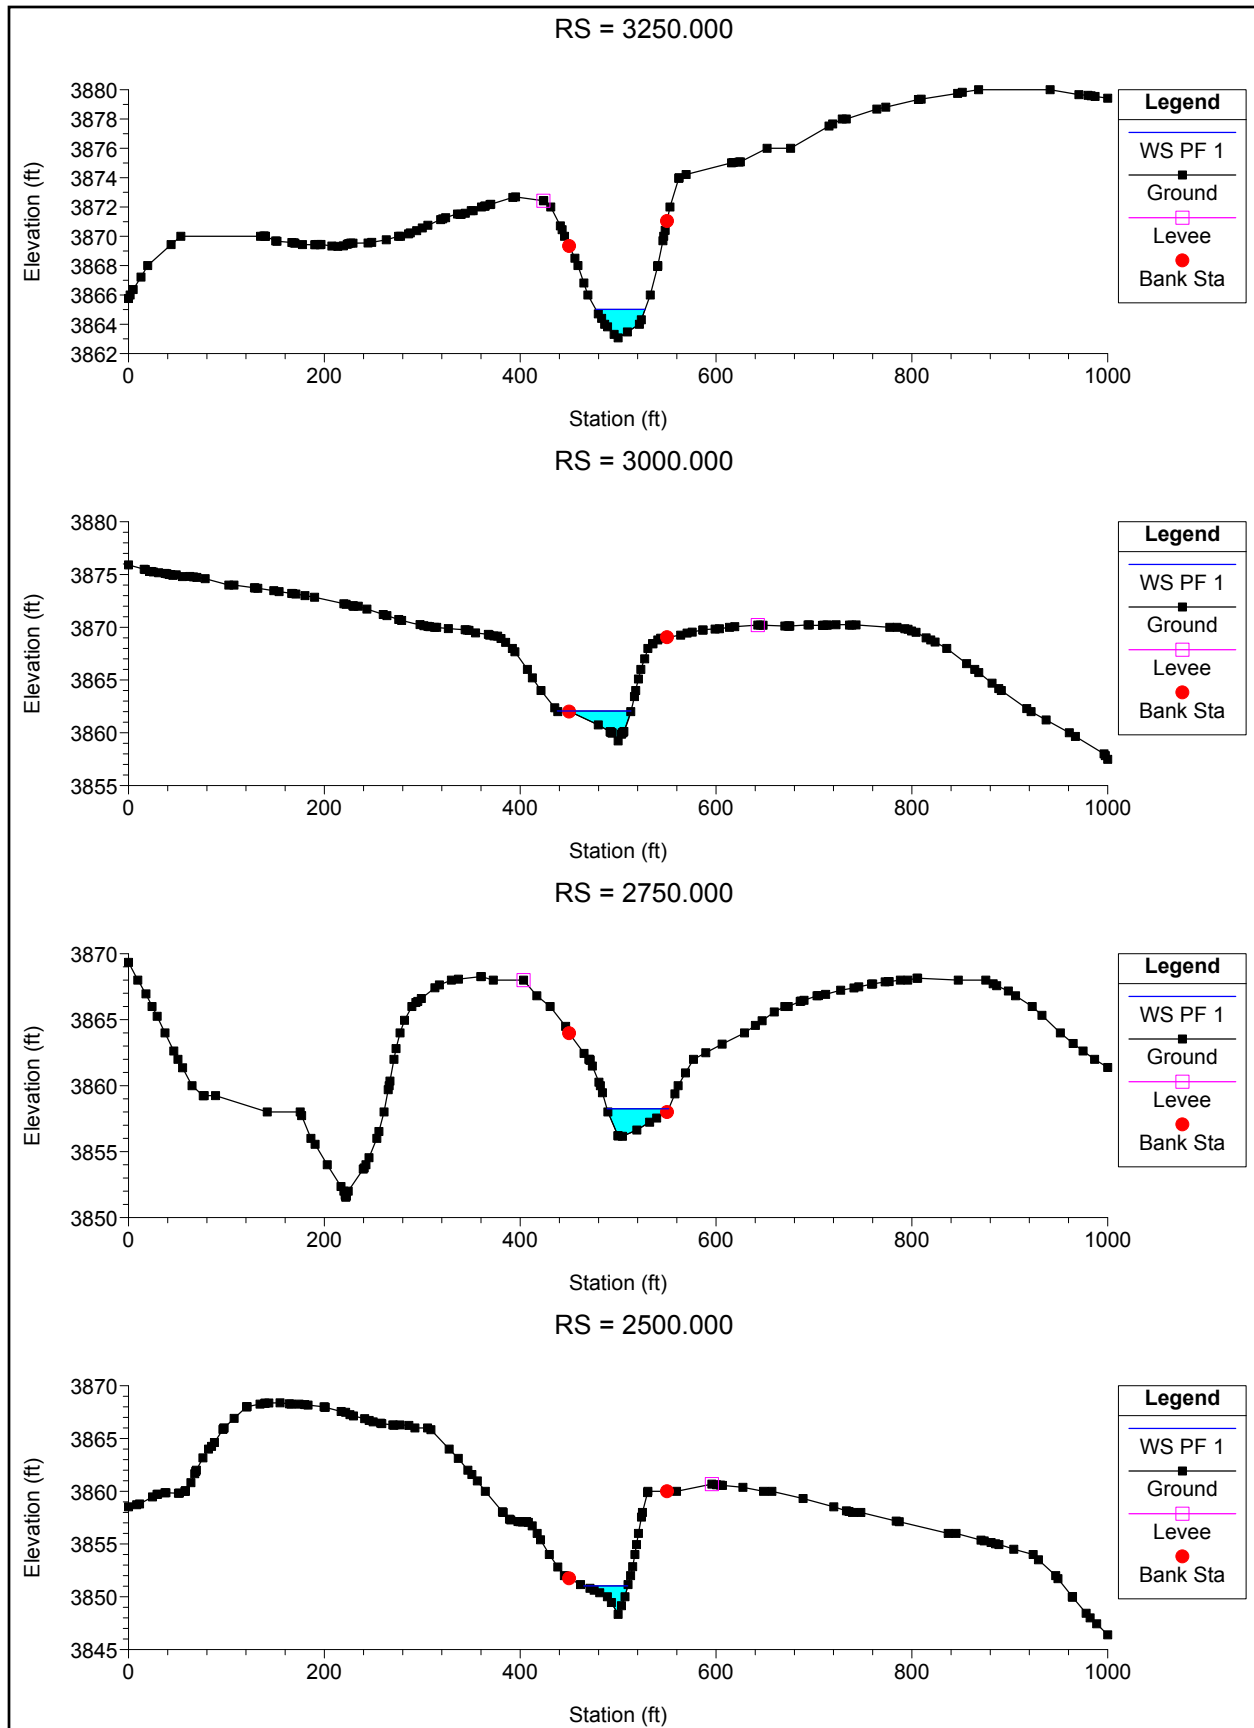 RS = 3250.000
Elevation (ft)
3880
3878
3876
3874
3872
3870
3868
3866
3864
3862
0 200 400 600 800 1000
Station (ft)
Legend
WS PF 1
Ground
Levee
Bank Sta
RS = 3000.000
Elevation (ft)
3880
3875
3870
3865
3860
3855
0 200 400 600 800 1000
Station (ft)
Legend
WS PF 1
Ground
Levee
Bank Sta
RS = 2750.000
Elevation (ft)
3870
3865
3860
3855
3850
0 200 400 600 800 1000
Station (ft)
Legend
WS PF 1
Ground
Levee
Bank Sta
RS = 2500.000
Elevation (ft)
3870
3865
3860
3855
3850
3845
0 200 400 600 800 1000
Station (ft)
Legend
WS PF 1
Ground
Levee
Bank Sta